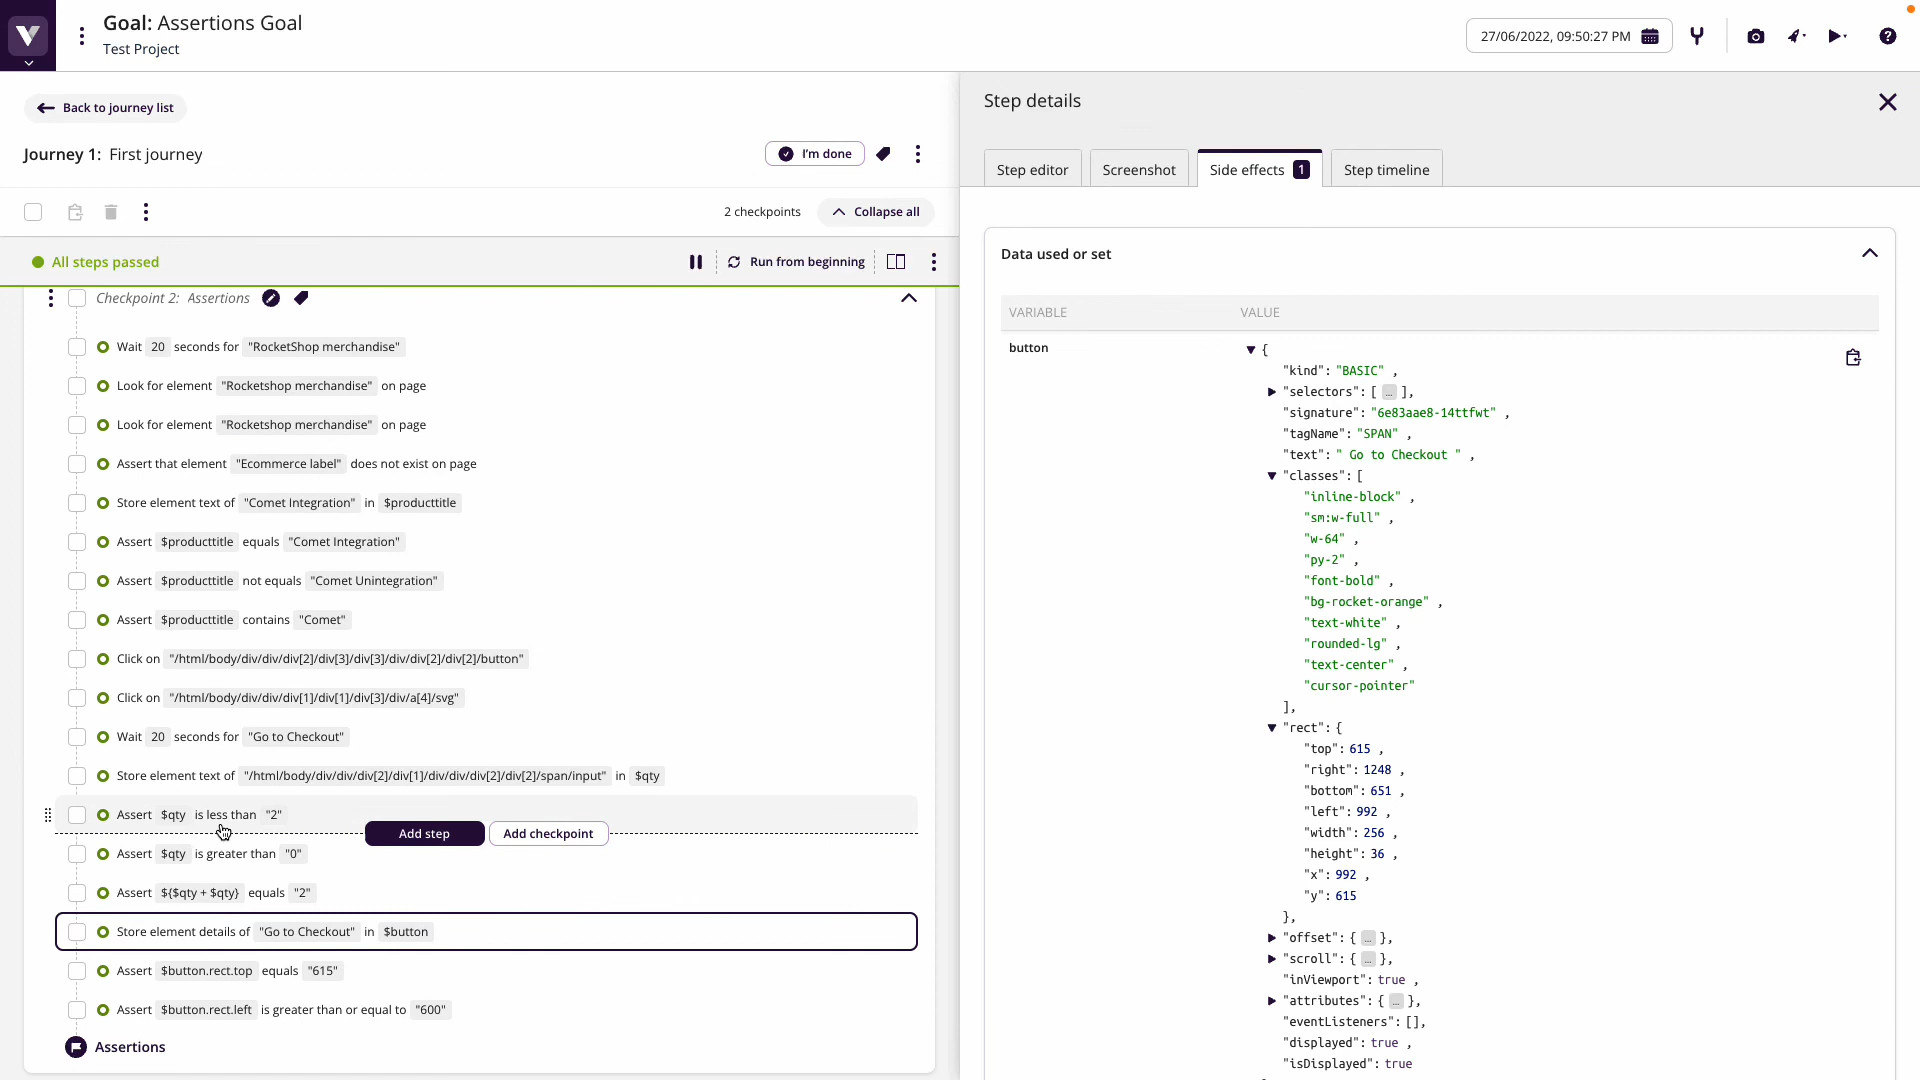 Goal: Assertions Goal
Test Project
27/06/2022, 09:50:27 PM
Back to journey list
Journey 1: First journey
I'm done
2 checkpoints
Collapse all
All steps passed
Run from beginning
Checkpoint 2: Assertions
Wait 20 seconds for "RocketShop merchandise"
Look for element "Rocketshop merchandise" on page
Look for element "Rocketshop merchandise" on page
Assert that element "Ecommerce label" does not exist on page
Store element text of "Comet Integration" in $producttitle
Assert $producttitle equals "Comet Integration"
Assert $producttitle not equals "Comet Unintegration"
Assert $producttitle contains "Comet"
Click on "/html/body/div/div/div[2]/div[3]/div[3]/div/div[2]/div[2]/button"
Click on "/html/body/div/div/div[1]/div[1]/div[3]/div/a[4]/svg"
Wait 20 seconds for "Go to Checkout"
Store element text of "/html/body/div/div/div[2]/div[1]/div/div/div[2]/div[2]/span/input" in $qty
Assert $qty is less than "2"
Add step
Add checkpoint
Assert $qty is greater than "0"
Assert ${$qty + $qty} equals "2"
Store element details of "Go to Checkout" in $button
Assert $button.rect.top equals "615"
Assert $button.rect.left is greater than or equal to "600"
Assertions
Step details
Step editor
Screenshot
Side effects 1
Step timeline
Data used or set
VARIABLE VALUE
button
{
"kind": "BASIC" ,
"selectors": [ … ],
"signature": "6e83aae8-14ttfwt" ,
"tagName": "SPAN" ,
"text": " Go to Checkout " ,
"classes": [
"inline-block" ,
"sm:w-full" ,
"w-64" ,
"py-2" ,
"font-bold" ,
"bg-rocket-orange" ,
"text-white" ,
"rounded-lg" ,
"text-center" ,
"cursor-pointer"
],
"rect": {
"top": 615 ,
"right": 1248 ,
"bottom": 651 ,
"left": 992 ,
"width": 256 ,
"height": 36 ,
"x": 992 ,
"y": 615
},
"offset": { … },
"scroll": { … },
"inViewport": true ,
"attributes": { … },
"eventListeners": [],
"displayed": true ,
"isDisplayed": true